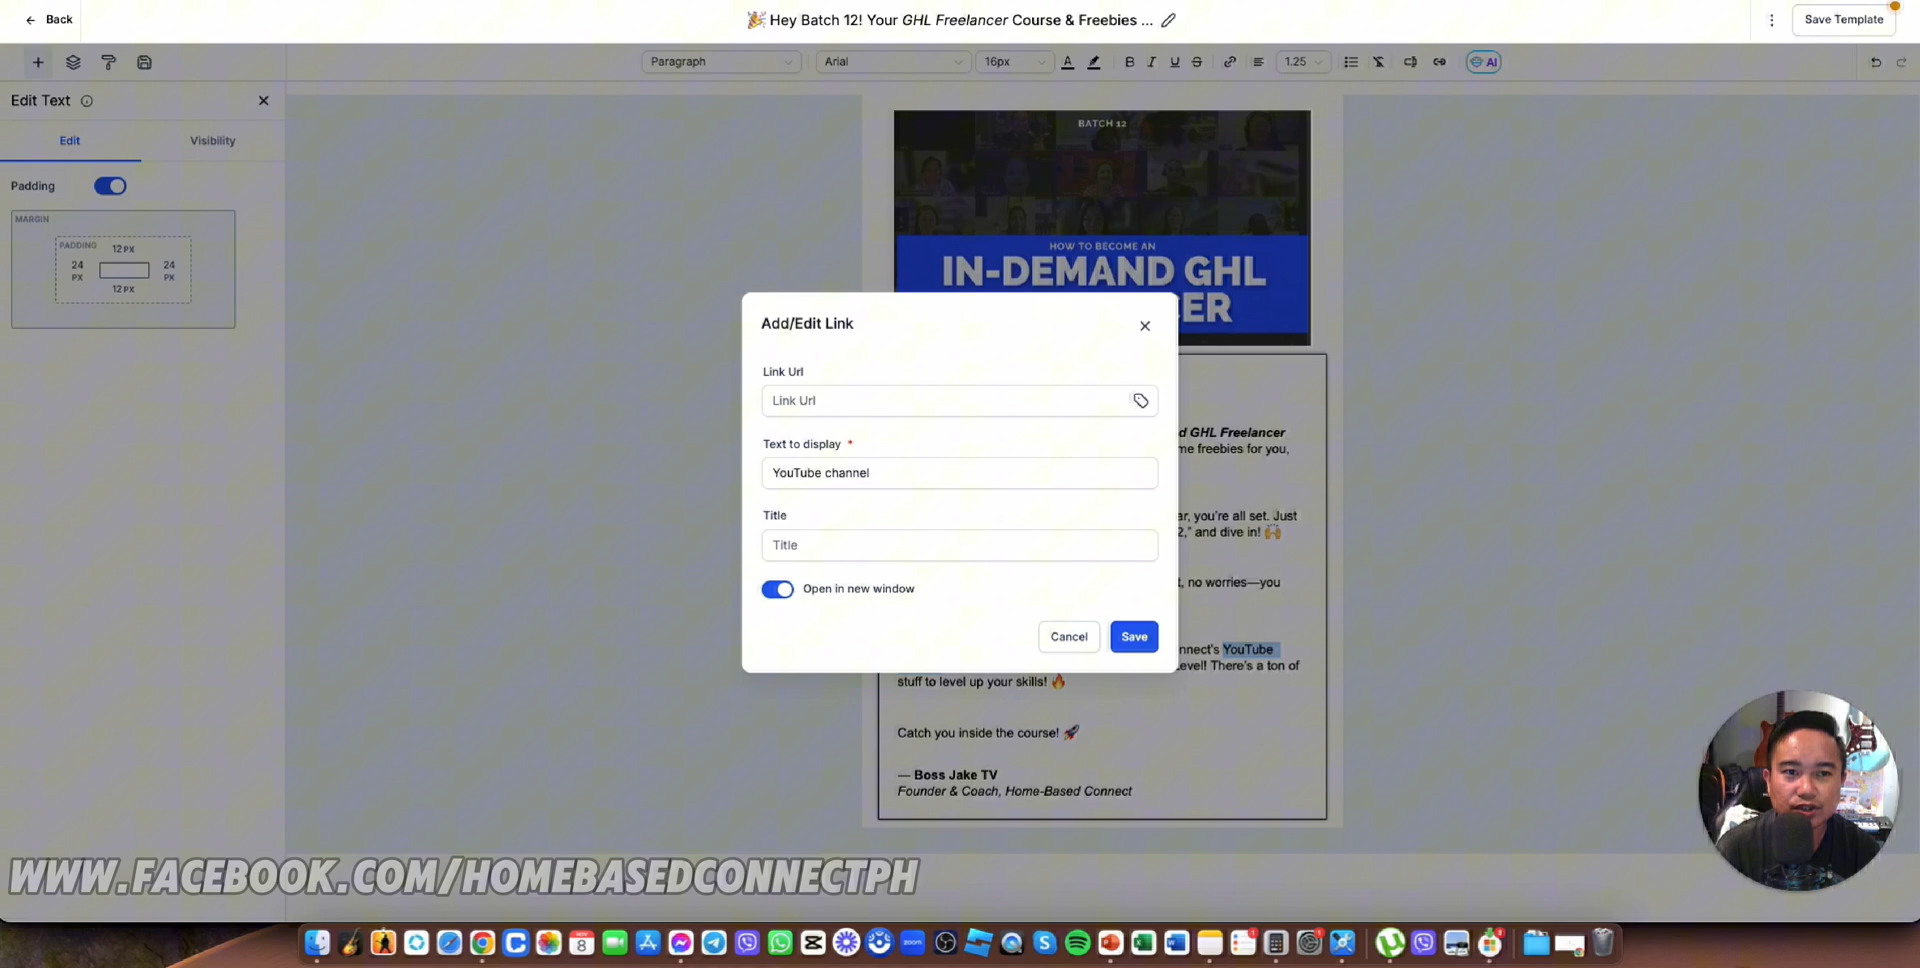 Back
🎉 Hey Batch 12! Your GHL Freelancer Course & Freebies ...
Save Template
Paragraph
Arial
16px
A
B
I
U
S
1.25
AI
Edit Text
Edit
Visibility
Padding
MARGIN
PADDING
12 PX
24 PX
24 PX
12 PX
BATCH 12
HOW TO BECOME AN
IN-DEMAND GHL
ER
Add/Edit Link
Link Url
Link Url
Text to display *
YouTube channel
Title
Title
Open in new window
Cancel
Save
d GHL Freelancer
me freebies for you,
ar, you're all set. Just
2," and dive in! 🙌
t, no worries—you
nnect's YouTube
Level! There's a ton of
stuff to level up your skills! 🔥
Catch you inside the course! 🚀
— Boss Jake TV
Founder & Coach, Home-Based Connect
WWW.FACEBOOK.COM/HOMEBASEDCONNECTPH
NOV
8
zoom